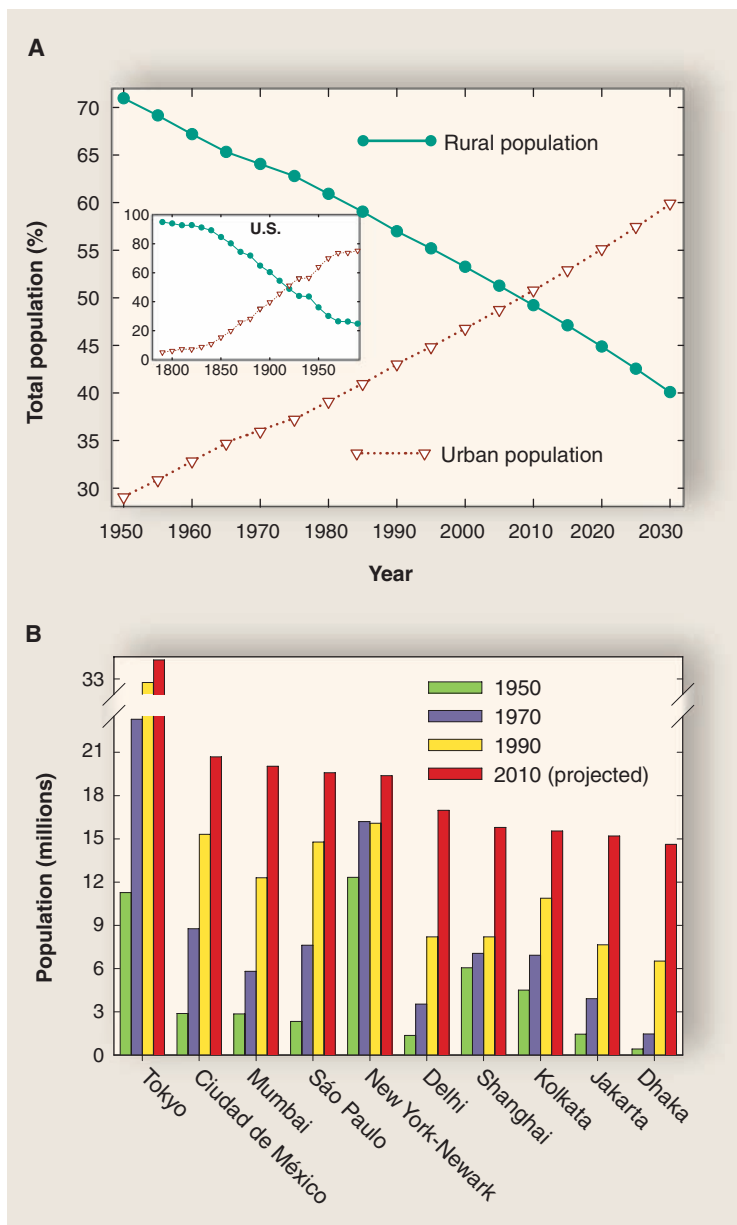 A
70
65
60
55
50
45
40
35
30
Total population (%)
Rural population
Urban population
U.S.
100
80
60
40
20
0
1800 1850 1900 1950
1950 1960 1970 1980 1990 2000 2010 2020 2030
Year
B
33
21
18
15
12
9
6
3
0
Population (millions)
1950
1970
1990
2010 (projected)
Tokyo
Ciudad de México
Mumbai
Sáo Paulo
New York-Newark
Delhi
Shanghai
Kolkata
Jakarta
Dhaka